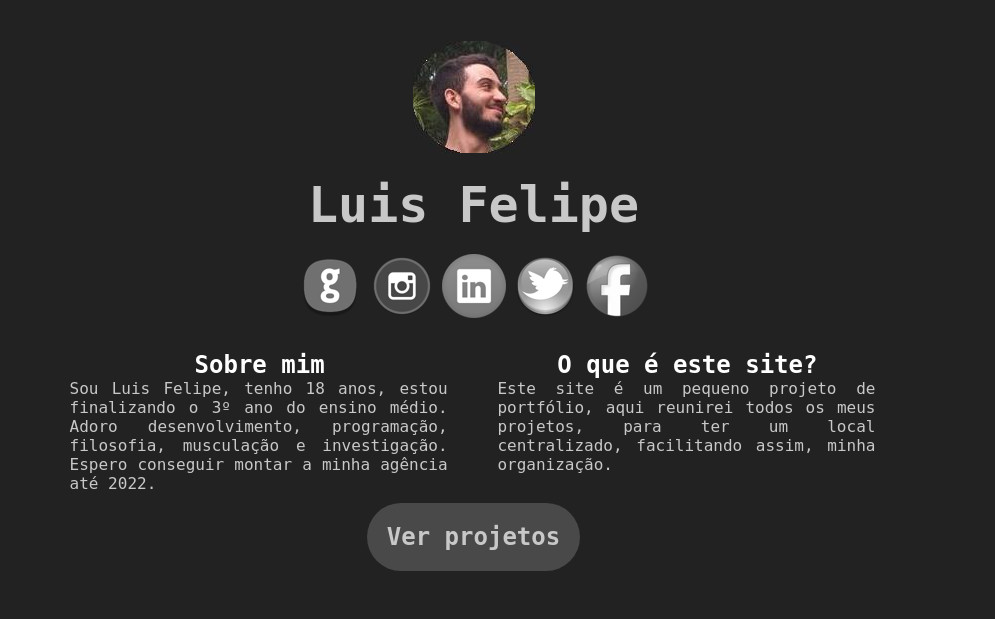 Luis Felipe
g
in
f
Sobre mim
Sou Luis Felipe, tenho 18 anos, estou
finalizando o 3º ano do ensino médio.
Adoro desenvolvimento, programação,
filosofia, musculação e investigação.
Espero conseguir montar a minha agência
até 2022.
O que é este site?
Este site é um pequeno projeto de
portfólio, aqui reunirei todos os meus
projetos, para ter um local
centralizado, facilitando assim, minha
organização.
Ver projetos